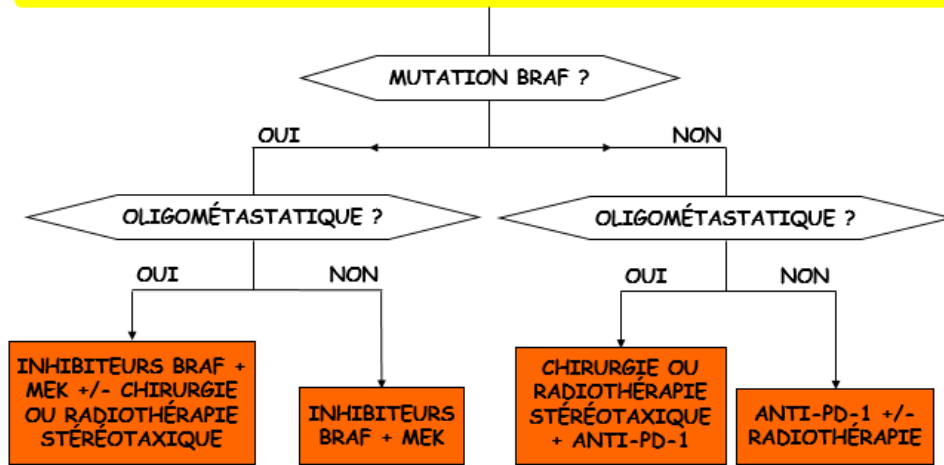 MUTATION BRAF ?
OUI
NON
OLIGOMÉTASTATIQUE ?
OLIGOMÉTASTATIQUE ?
OUI
NON
OUI
NON
INHIBITEURS BRAF +
MEK +/- CHIRURGIE
OU RADIOTHÉRAPIE
STÉRÉOTAXIQUE
INHIBITEURS
BRAF + MEK
CHIRURGIE OU
RADIOTHÉRAPIE
STÉRÉOTAXIQUE
+ ANTI-PD-1
ANTI-PD-1 +/-
RADIOTHÉRAPIE